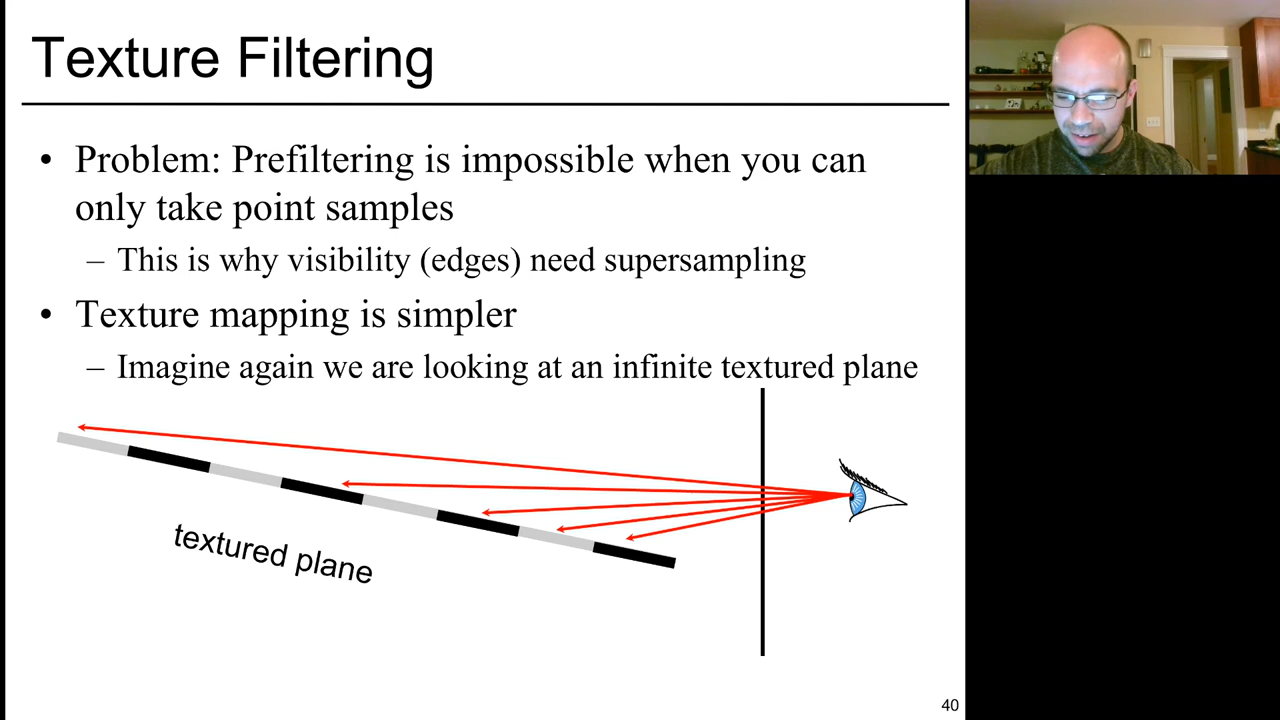 Texture Filtering
• Problem: Prefiltering is impossible when you can
only take point samples
– This is why visibility (edges) need supersampling
• Texture mapping is simpler
– Imagine again we are looking at an infinite textured plane
textured plane
40